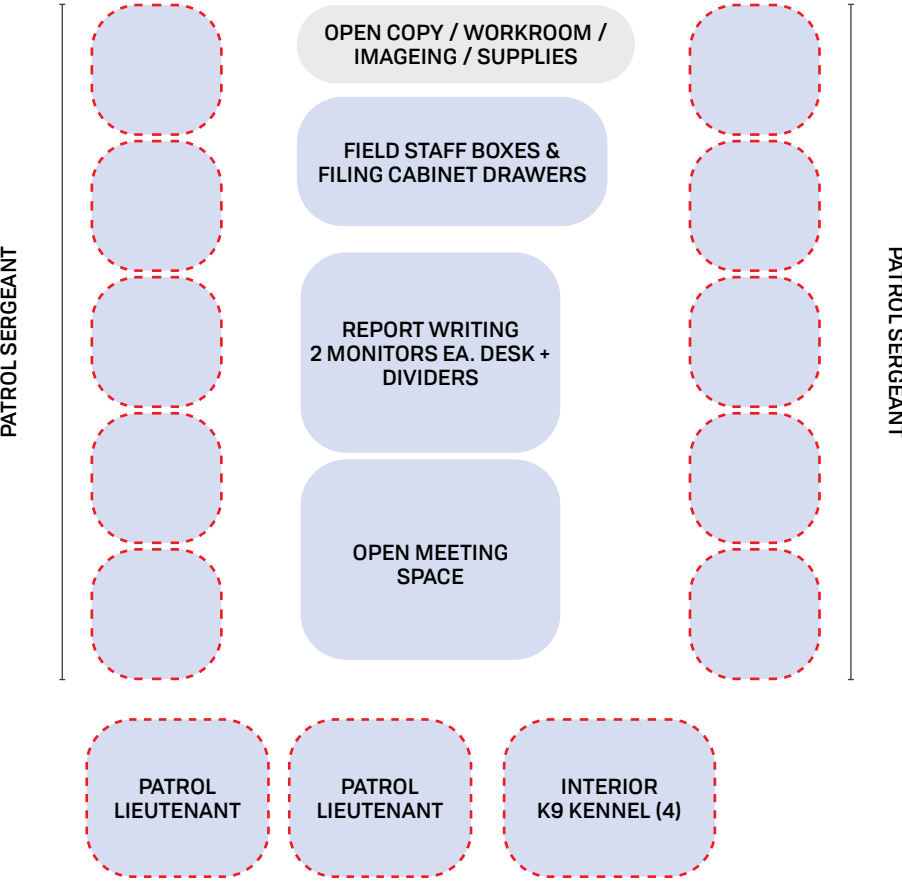 OPEN COPY / WORKROOM /
IMAGEING / SUPPLIES
FIELD STAFF BOXES &
FILING CABINET DRAWERS
PATROL SERGEANT
PATROL SERGEANT
REPORT WRITING
2 MONITORS EA. DESK +
DIVIDERS
OPEN MEETING
SPACE
PATROL
LIEUTENANT
PATROL
LIEUTENANT
INTERIOR
K9 KENNEL (4)